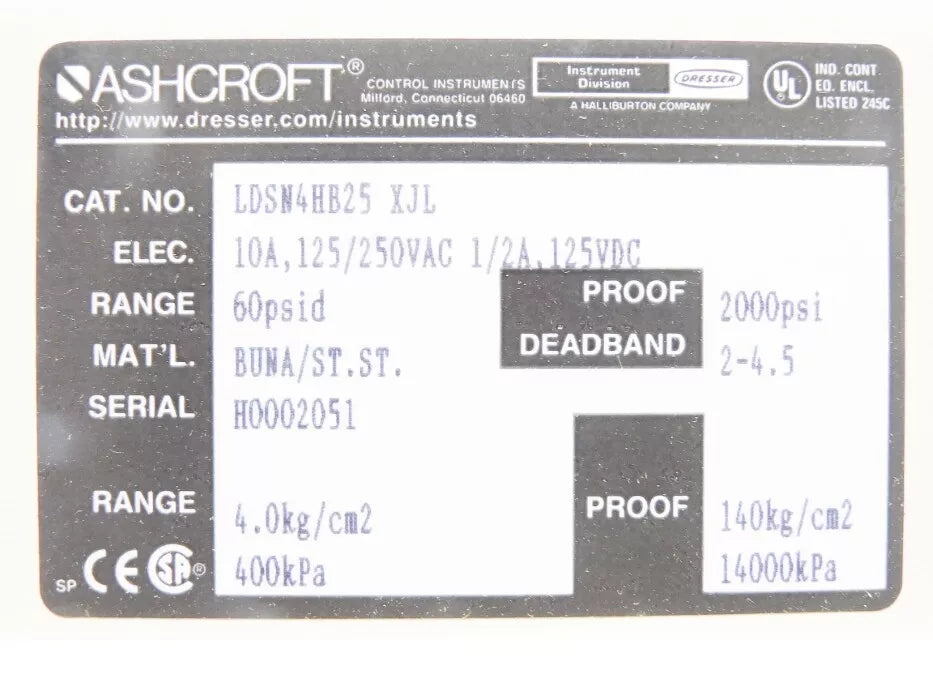 ASHCROFT® CONTROL INSTRUMENTS
Milford, Connecticut 06460
Instrument Division DRESSER
A HALLIBURTON COMPANY
UL® IND. CONT.
EQ. ENCL.
LISTED 245C
http://www.dresser.com/instruments
CAT. NO. LDSN4HB25 XJL
ELEC. 10A,125/250VAC 1/2A,125VDC
RANGE 60psid PROOF 2000psi
MAT'L. BUNA/ST.ST. DEADBAND 2-4.5
SERIAL H0002051
RANGE 4.0kg/cm2 PROOF 140kg/cm2
SP CE SA® 400kPa 14000kPa